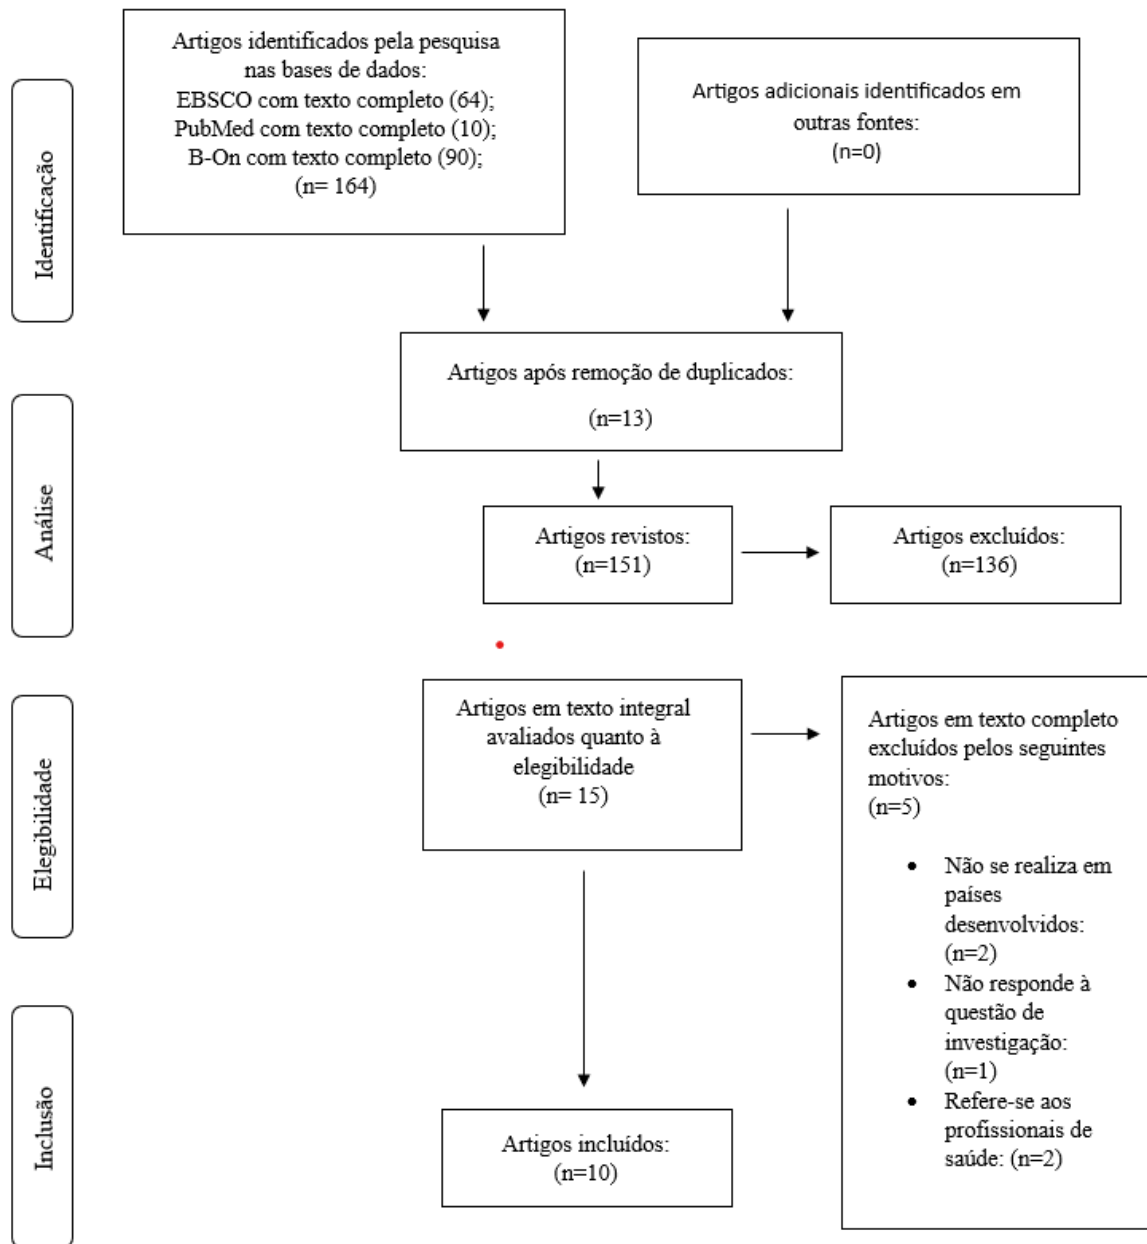 Identificação
Artigos identificados pela pesquisa
nas bases de dados:
EBSCO com texto completo (64);
PubMed com texto completo (10);
B-On com texto completo (90);
(n= 164)
Artigos adicionais identificados em
outras fontes:
(n=0)
Artigos após remoção de duplicados:
(n=13)
Análise
Artigos revistos:
(n=151)
Artigos excluídos:
(n=136)
Elegibilidade
Artigos em texto integral
avaliados quanto à
elegibilidade
(n= 15)
Artigos em texto completo
excluídos pelos seguintes
motivos:
(n=5)
• Não se realiza em
países
desenvolvidos:
(n=2)
• Não responde à
questão de
investigação:
(n=1)
• Refere-se aos
profissionais de
saúde: (n=2)
Inclusão
Artigos incluídos:
(n=10)